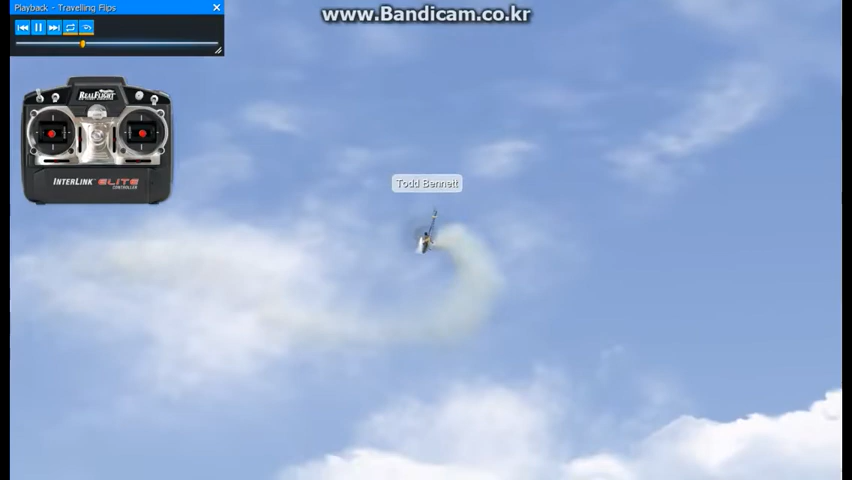 Playback - Travelling Flips
www.Bandicam.co.kr
REALFLIGHT
INTERLINK ELITE
CONTROLLER
Todd Bennett